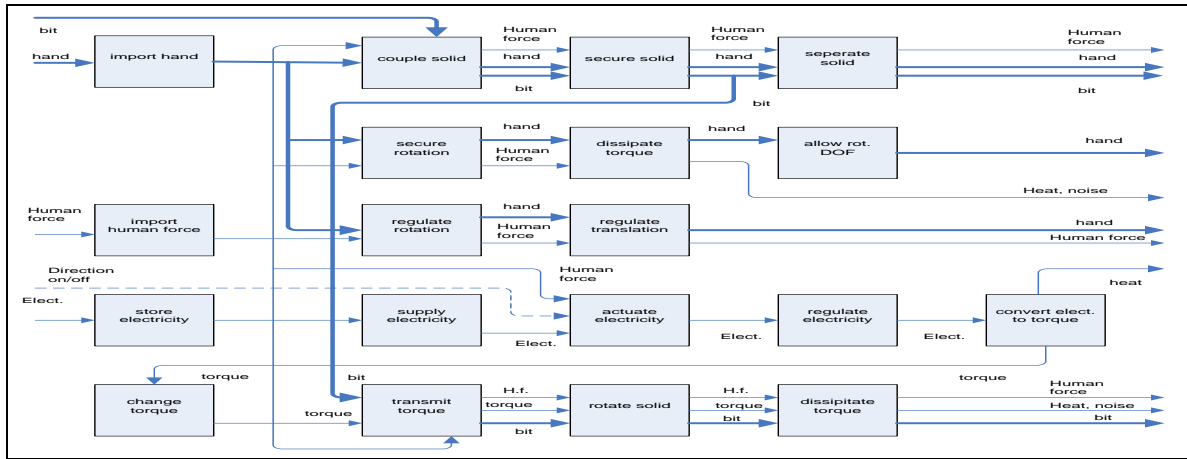 bit
hand
import hand
couple solid
Human
force
hand
bit
secure solid
Human
force
hand
bit
seperate
solid
Human
force
hand
bit
secure
rotation
hand
Human
force
dissipate
torque
hand
allow rot.
DOF
hand
Heat, noise
Human
force
import
human force
regulate
rotation
hand
Human
force
regulate
translation
hand
Human force
Direction
on/off
Human
force
heat
Elect.
store
electricity
supply
electricity
Elect.
actuate
electricity
Elect.
regulate
electricity
Elect.
convert elect.
to torque
torque
bit
torque
change
torque
torque
transmit
torque
H.f.
torque
bit
rotate solid
H.f.
torque
bit
dissipitate
torque
Human
force
Heat, noise
bit